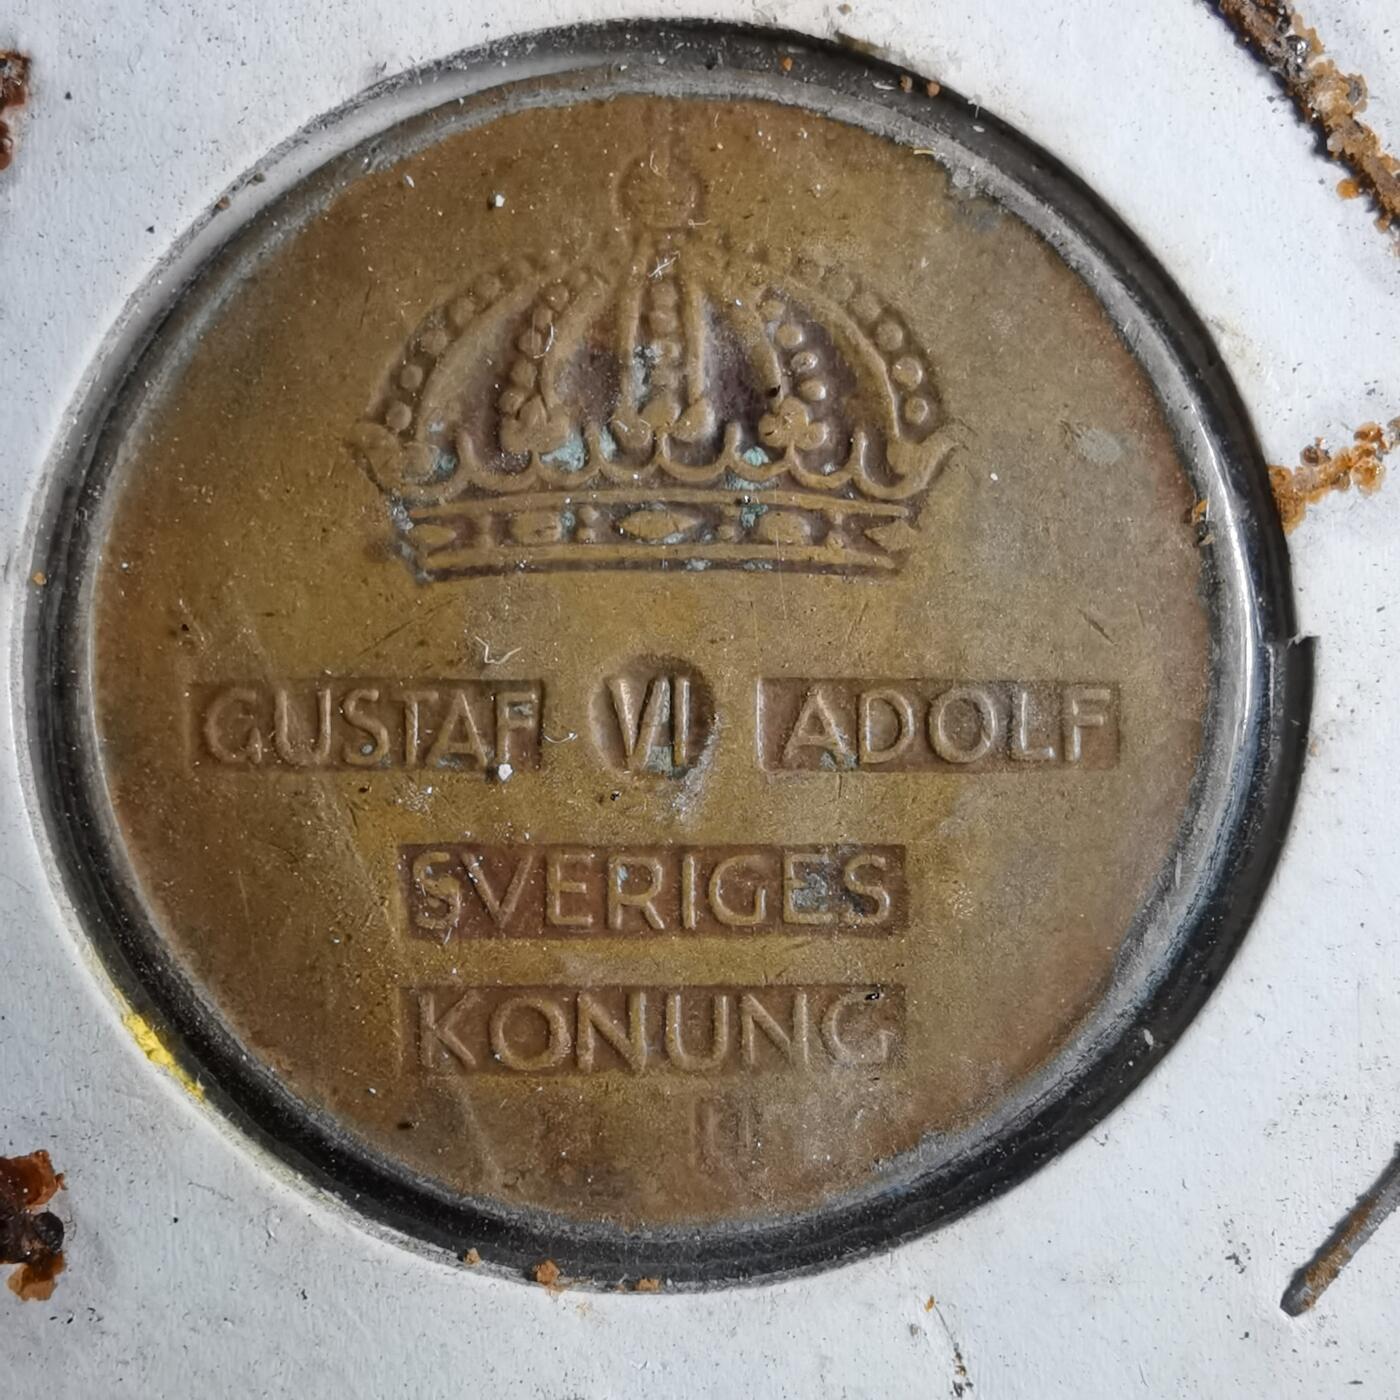 GUSTAF VI ADOLF
SVERIGES
KONUNG